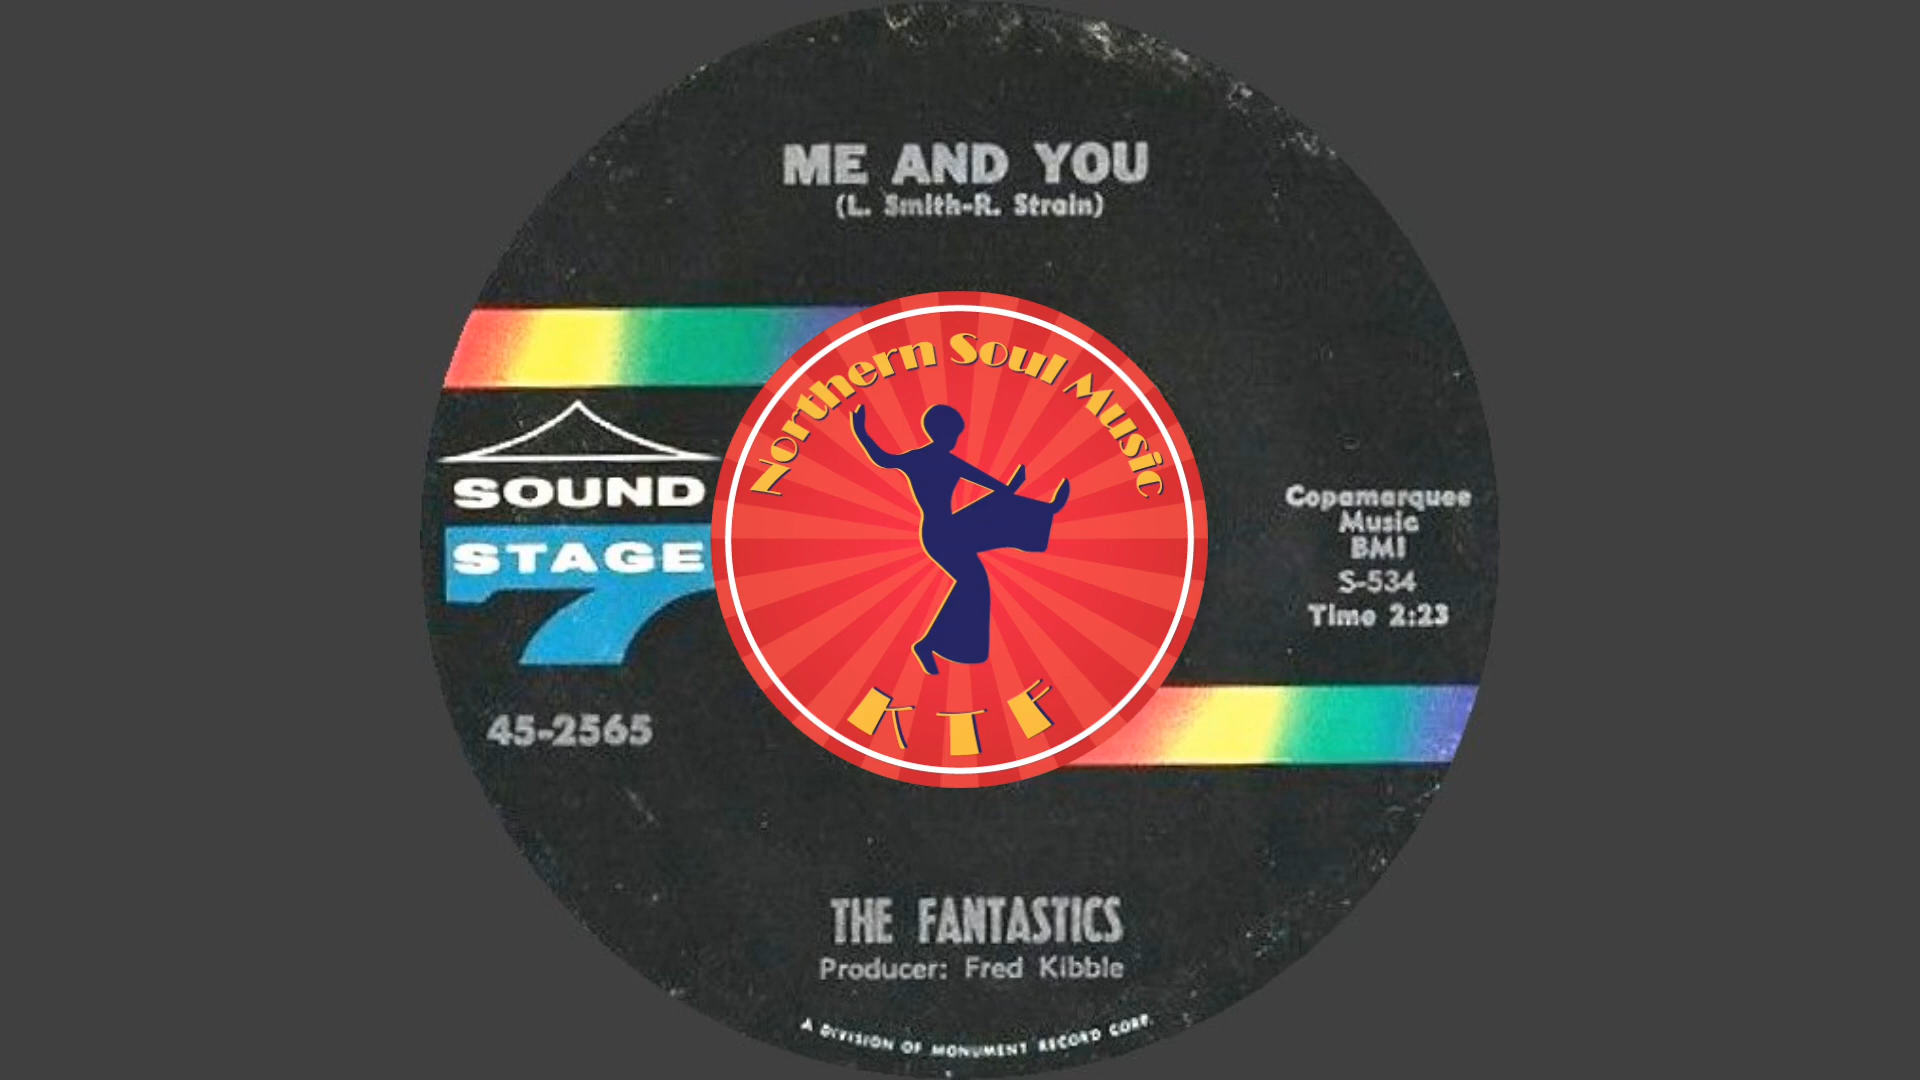 ME AND YOU
(L. Smith-R. Strain)
Northern Soul Music
SOUND
STAGE
7
Copamarquee
Music
BMI
S-534
Time 2:23
45-2565
K T F
THE FANTASTICS
Producer: Fred Kibble
A DIVISION OF MONUMENT RECORD CORP.